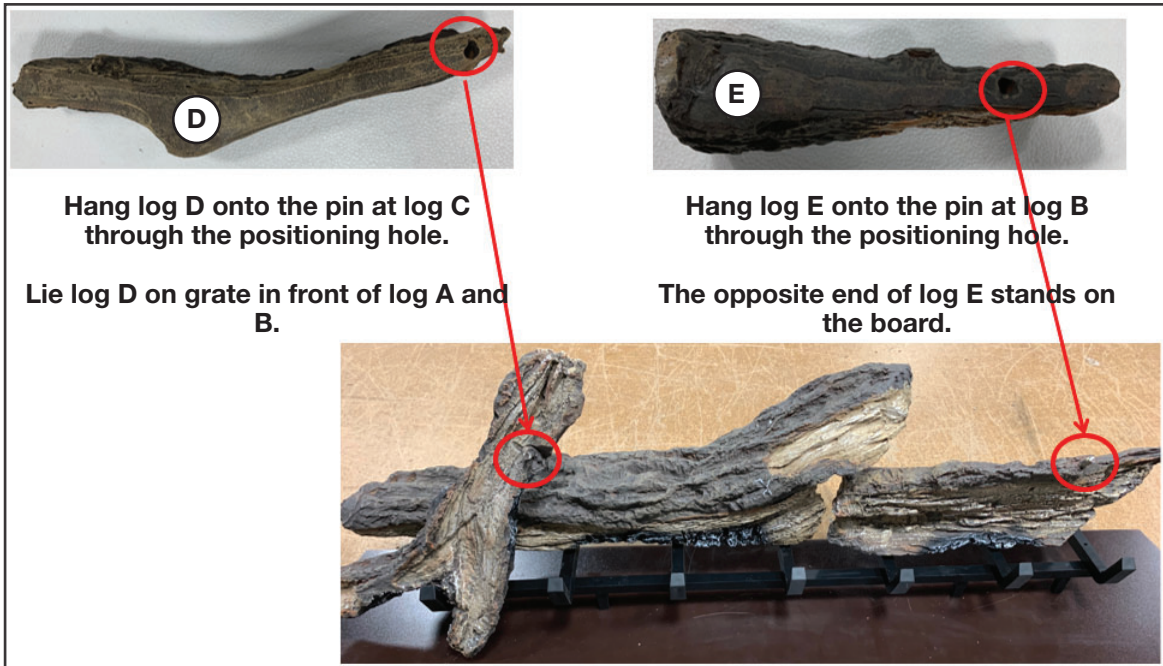 D
E
Hang log D onto the pin at log C
through the positioning hole.
Lie log D on grate in front of log A and
B.
Hang log E onto the pin at log B
through the positioning hole.
The opposite end of log E stands on
the board.